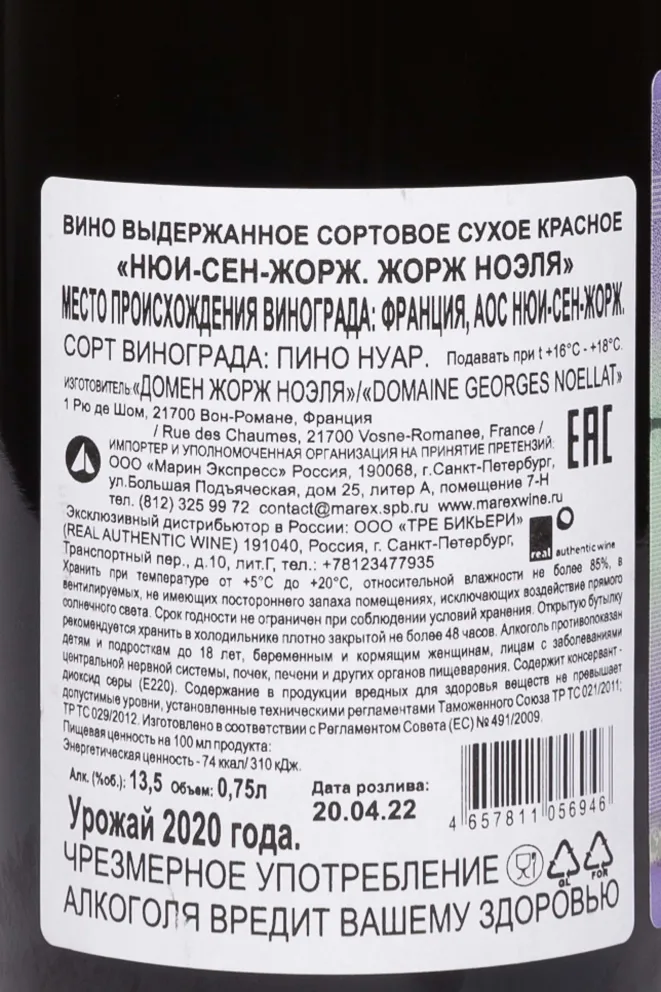 ВИНО ВЫДЕРЖАННОЕ СОРТОВОЕ СУХОЕ КРАСНОЕ
«НЮИ-СЕН-ЖОРЖ. ЖОРЖ НОЭЛЯ»
МЕСТО ПРОИСХОЖДЕНИЯ ВИНОГРАДА: ФРАНЦИЯ, АОС НЮИ-СЕН-ЖОРЖ.
СОРТ ВИНОГРАДА: ПИНО НУАР. Подавать при t +16°C - +18°C.
ИЗГОТОВИТЕЛЬ: «ДОМЕН ЖОРЖ НОЭЛЯ»/«DOMAINE GEORGES NOELLAT»
1 Рю де Шом, 21700 Вон-Романе, Франция
/ Rue des Chaumes, 21700 Vosne-Romanee, France /
EAC
ИМПОРТЕР И УПОЛНОМОЧЕННАЯ ОРГАНИЗАЦИЯ НА ПРИНЯТИЕ ПРЕТЕНЗИЙ:
ООО «Марин Экспресс» Россия, 190068, г.Санкт-Петербург,
ул.Большая Подъяческая, дом 25, литер А, помещение 7-Н
тел. (812) 325 99 72 contact@marex.spb.ru www.marexwine.ru
Эксклюзивный дистрибьютор в России: ООО «ТРЕ БИКЬЕРИ»
(REAL AUTHENTIC WINE) 191040, Россия, г. Санкт-Петербург,
Транспортный пер., д.10, лит.Г, тел.: +78123477935
real authentic wine
Хранить при температуре от +5°C до +20°C, относительной влажности не более 85%, в
вентилируемых, не имеющих постороннего запаха помещениях, исключающих воздействие прямого
солнечного света. Срок годности не ограничен при соблюдении условий хранения. Открытую бутылку
рекомендуется хранить в холодильнике плотно закрытой не более 48 часов. Алкоголь противопоказан
детям и подросткам до 18 лет, беременным и кормящим женщинам, лицам с заболеваниями
центральной нервной системы, почек, печени и других органов пищеварения. Содержит консервант -
диоксид серы (Е220). Содержание в продукции вредных для здоровья веществ не превышает
допустимые уровни, установленные техническими регламентами Таможенного Союза ТР ТС 021/2011;
ТР ТС 029/2012. Изготовлено в соответствии с Регламентом Совета (ЕС) № 491/2009.
Пищевая ценность на 100 мл продукта:
Энергетическая ценность - 74 ккал/ 310 кДж.
Алк. (%об.): 13,5 Объем: 0,75л
Дата розлива:
20.04.22
4 657811 056946
Урожай 2020 года.
ЧРЕЗМЕРНОЕ УПОТРЕБЛЕНИЕ
GL
FOR
АЛКОГОЛЯ ВРЕДИТ ВАШЕМУ ЗДОРОВЬЮ